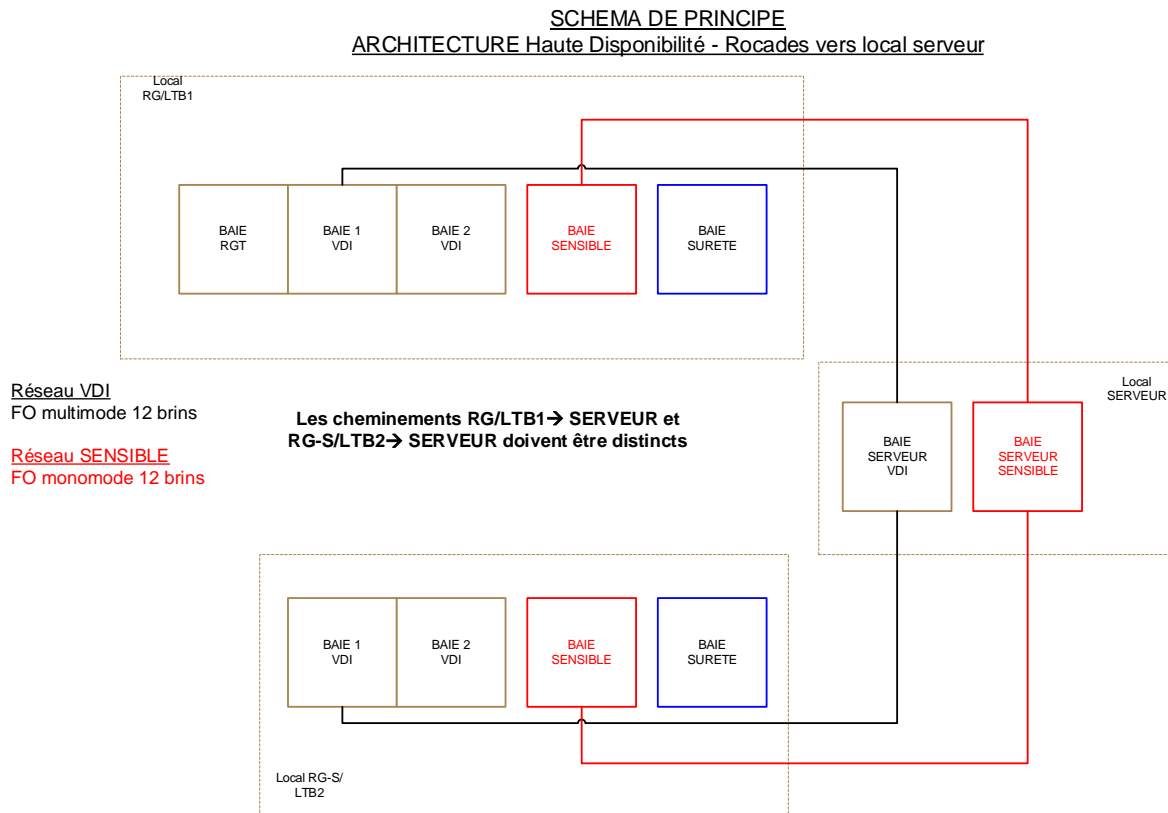 SCHEMA DE PRINCIPE
ARCHITECTURE Haute Disponibilité - Rocades vers local serveur
Local
RG/LTB1
BAIE
RGT
BAIE 1
VDI
BAIE 2
VDI
BAIE
SENSIBLE
BAIE
SURETE
Réseau VDI
FO multimode 12 brins
Réseau SENSIBLE
FO monomode 12 brins
Les cheminements RG/LTB1→ SERVEUR et
RG-S/LTB2→ SERVEUR doivent être distincts
Local
SERVEUR
BAIE
SERVEUR
VDI
BAIE
SERVEUR
SENSIBLE
BAIE 1
VDI
BAIE 2
VDI
BAIE
SENSIBLE
BAIE
SURETE
Local RG-S/
LTB2